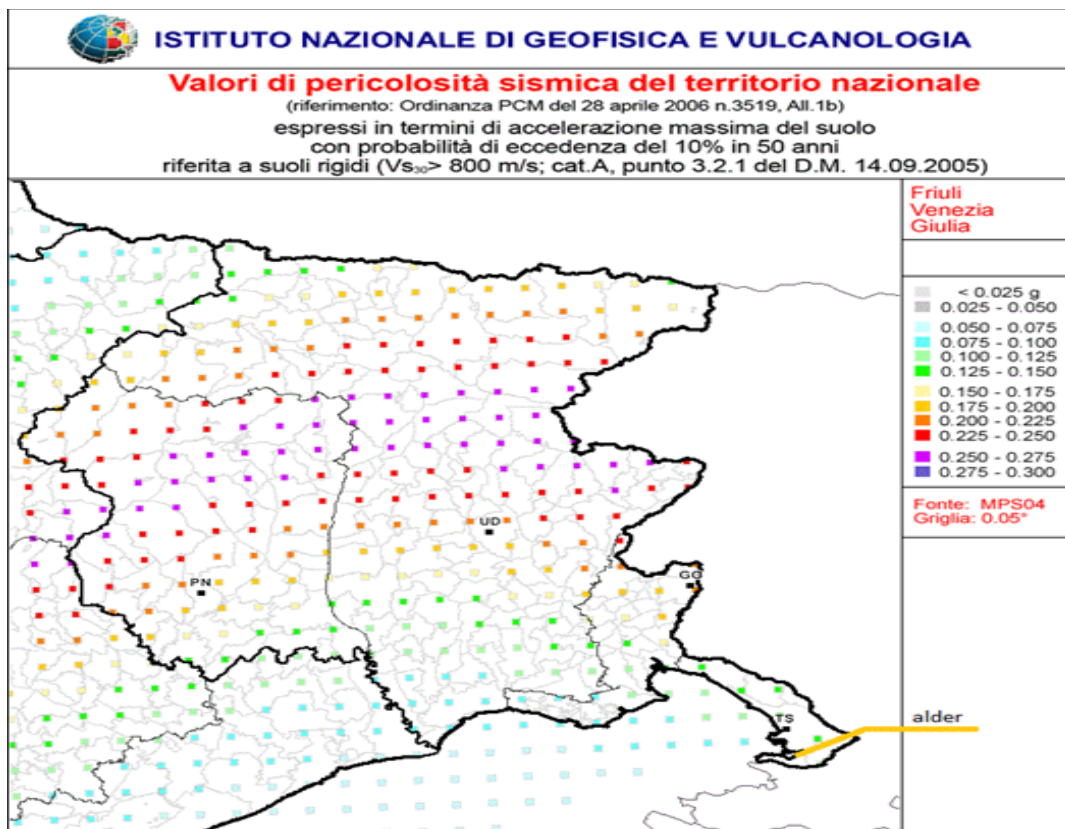 ISTITUTO NAZIONALE DI GEOFISICA E VULCANOLOGIA
Valori di pericolosità sismica del territorio nazionale
(riferimento: Ordinanza PCM del 28 aprile 2006 n.3519, All.1b)
espressi in termini di accelerazione massima del suolo
con probabilità di eccedenza del 10% in 50 anni
riferita a suoli rigidi (Vs₃₀> 800 m/s; cat.A, punto 3.2.1 del D.M. 14.09.2005)
Friuli
Venezia
Giulia
< 0.025 g
0.025 - 0.050
0.050 - 0.075
0.075 - 0.100
0.100 - 0.125
0.125 - 0.150
0.150 - 0.175
0.175 - 0.200
0.200 - 0.225
0.225 - 0.250
0.250 - 0.275
0.275 - 0.300
Fonte: MPS04
Griglia: 0.05°
UD
PN
GO
TS
alder